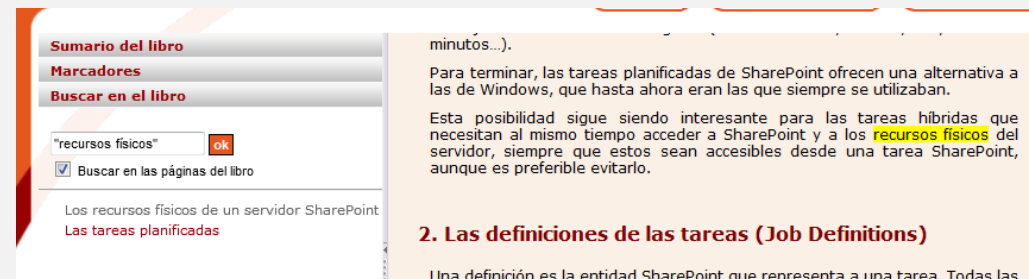 Sumario del libro
Marcadores
Buscar en el libro
"recursos físicos"
ok
Buscar en las páginas del libro
Los recursos físicos de un servidor SharePoint
Las tareas planificadas
minutos...).
Para terminar, las tareas planificadas de SharePoint ofrecen una alternativa a
las de Windows, que hasta ahora eran las que siempre se utilizaban.
Esta posibilidad sigue siendo interesante para las tareas híbridas que
necesitan al mismo tiempo acceder a SharePoint y a los recursos físicos del
servidor, siempre que estos sean accesibles desde una tarea SharePoint,
aunque es preferible evitarlo.
2. Las definiciones de las tareas (Job Definitions)
Una definición es la entidad SharePoint que representa a una tarea. Todas las